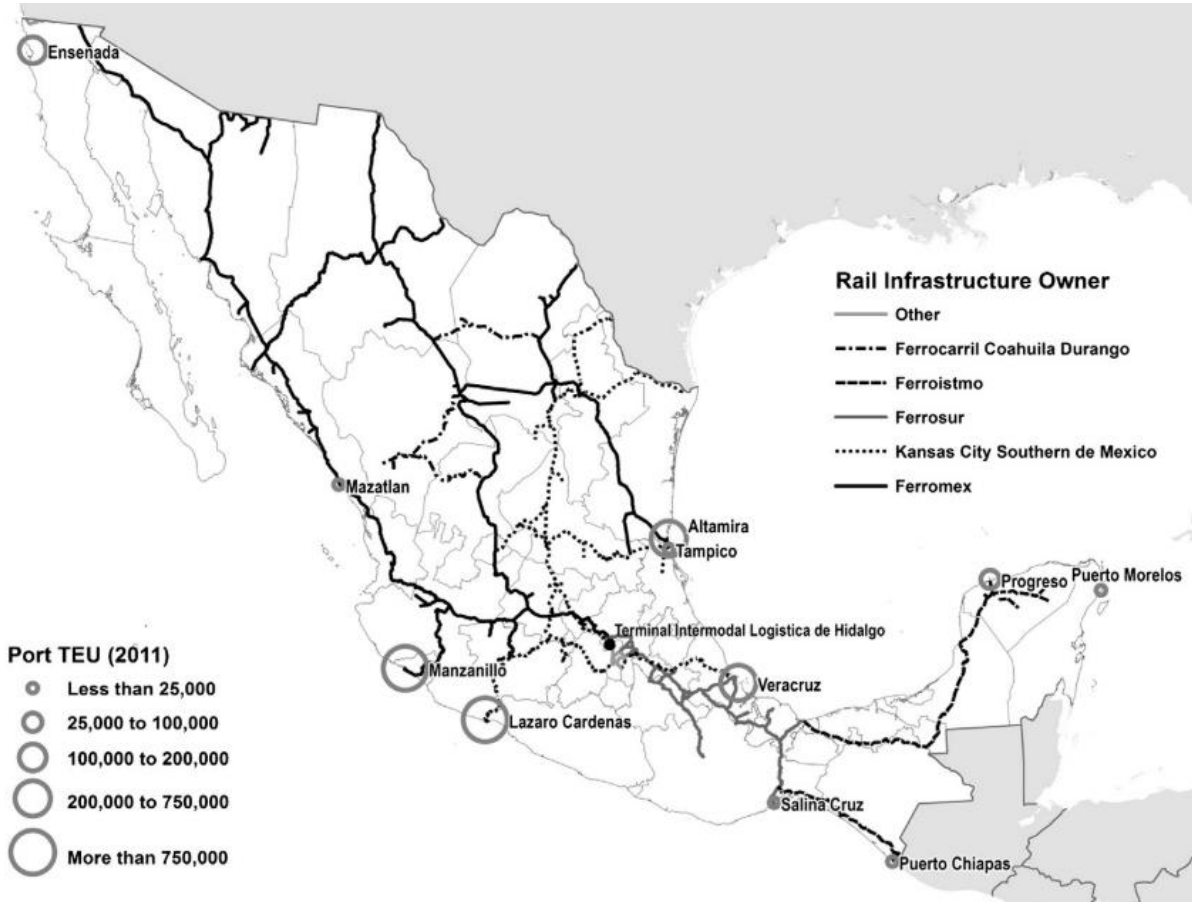 Ensenada
Rail Infrastructure Owner
Other
Ferrocarril Coahuila Durango
Ferroistmo
Ferrosur
Kansas City Southern de Mexico
Ferromex
Mazatlan
Altamira
Tampico
Progreso
Puerto Morelos
Terminal Intermodal Logistica de Hidalgo
Port TEU (2011)
Less than 25,000
25,000 to 100,000
100,000 to 200,000
200,000 to 750,000
More than 750,000
Manzanillo
Veracruz
Lazaro Cardenas
Salina Cruz
Puerto Chiapas